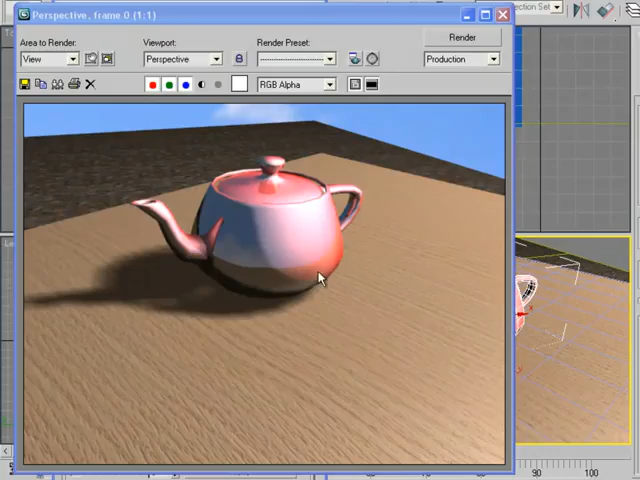 Perspective, frame 0 (1:1)
Area to Render:
View
Viewport:
Perspective
Render Preset:
Render
Production
RGB Alpha
90
100